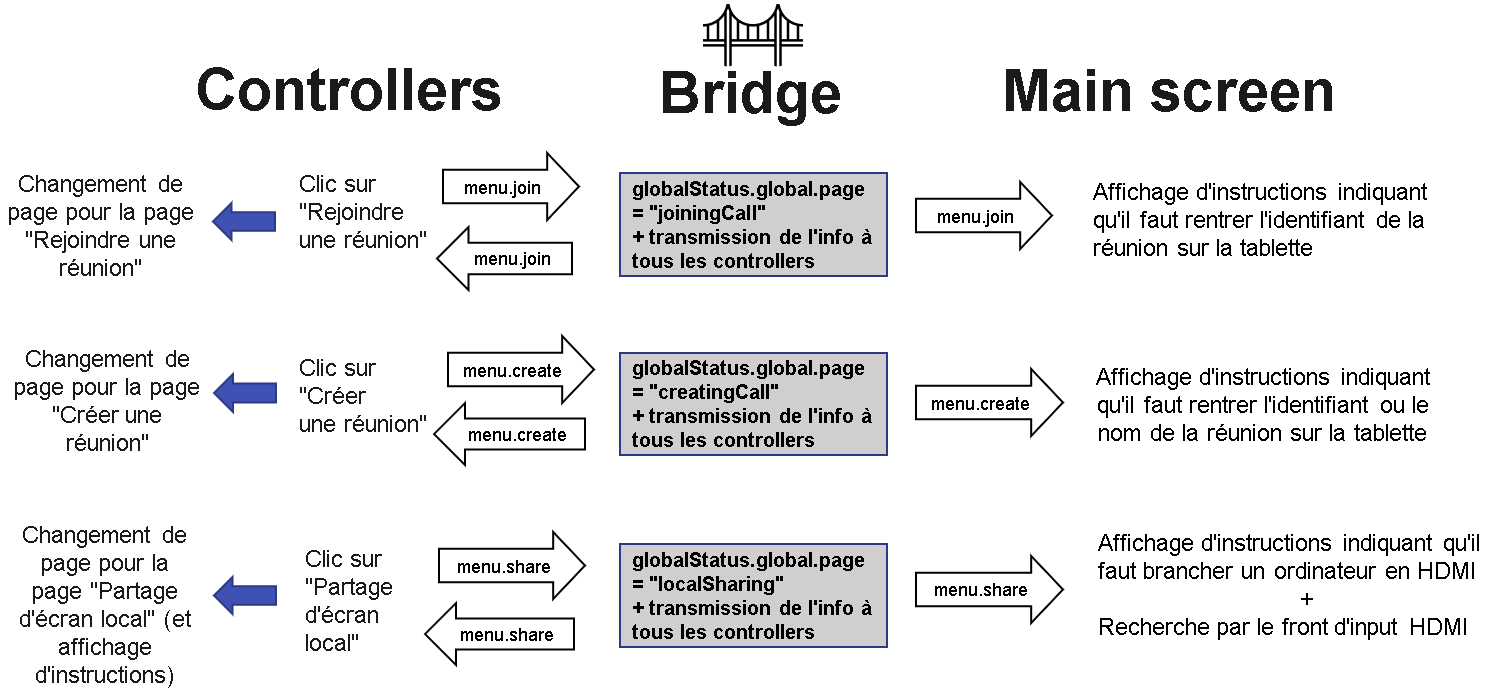 Controllers
Bridge
Main screen
Changement de
page pour la page
"Rejoindre une
réunion"
Clic sur
"Rejoindre
une réunion"
menu.join
menu.join
globalStatus.global.page
= "joiningCall"
+ transmission de l'info à
tous les controllers
menu.join
Affichage d'instructions indiquant
qu'il faut rentrer l'identifiant de la
réunion sur la tablette
Changement de
page pour la page
"Créer une
réunion"
Clic sur
"Créer
une réunion"
menu.create
menu.create
globalStatus.global.page
= "creatingCall"
+ transmission de l'info à
tous les controllers
menu.create
Affichage d'instructions indiquant
qu'il faut rentrer l'identifiant ou le
nom de la réunion sur la tablette
Changement de
page pour la
page "Partage
d'écran local" (et
affichage
d'instructions)
Clic sur
"Partage
d'écran
local"
menu.share
menu.share
globalStatus.global.page
= "localSharing"
+ transmission de l'info à
tous les controllers
menu.share
Affichage d'instructions indiquant qu'il
faut brancher un ordinateur en HDMI
+
Recherche par le front d'input HDMI